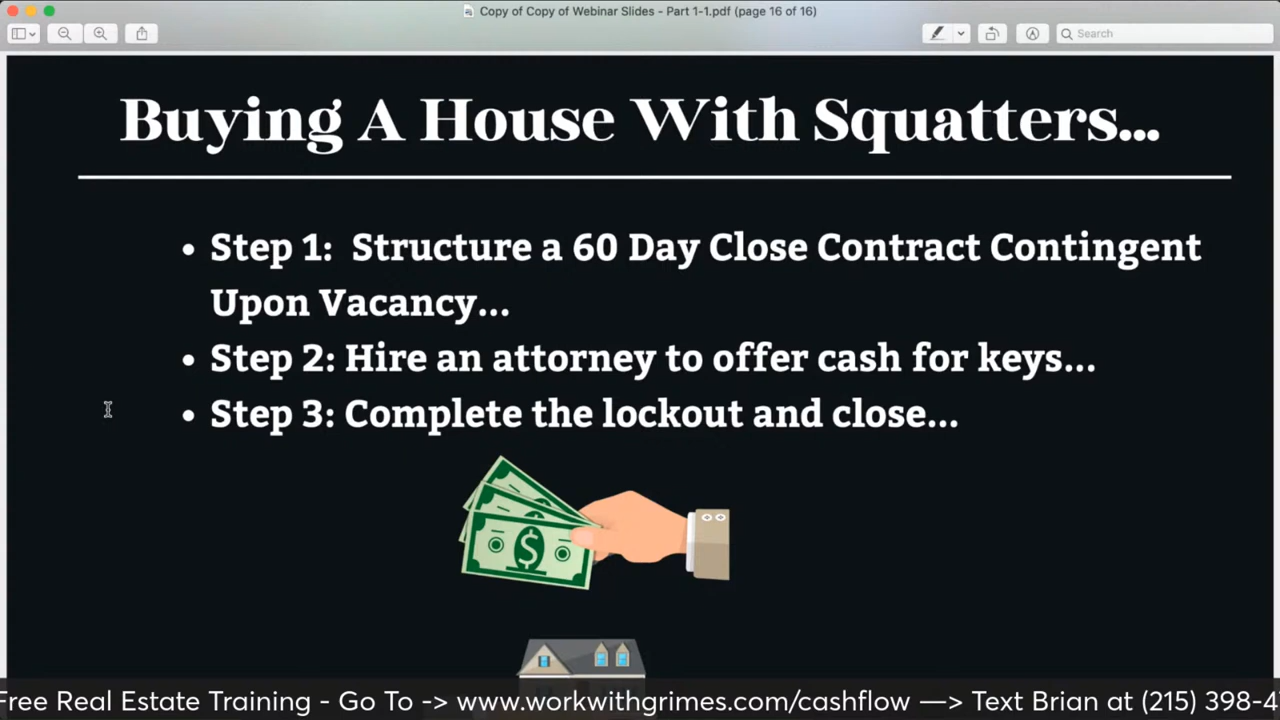 Copy of Copy of Webinar Slides - Part 1-1.pdf (page 16 of 16)
Search
Buying A House With Squatters...
• Step 1: Structure a 60 Day Close Contract Contingent
Upon Vacancy...
• Step 2: Hire an attorney to offer cash for keys...
• Step 3: Complete the lockout and close...
Free Real Estate Training - Go To -> www.workwithgrimes.com/cashflow —> Text Brian at (215) 398-4